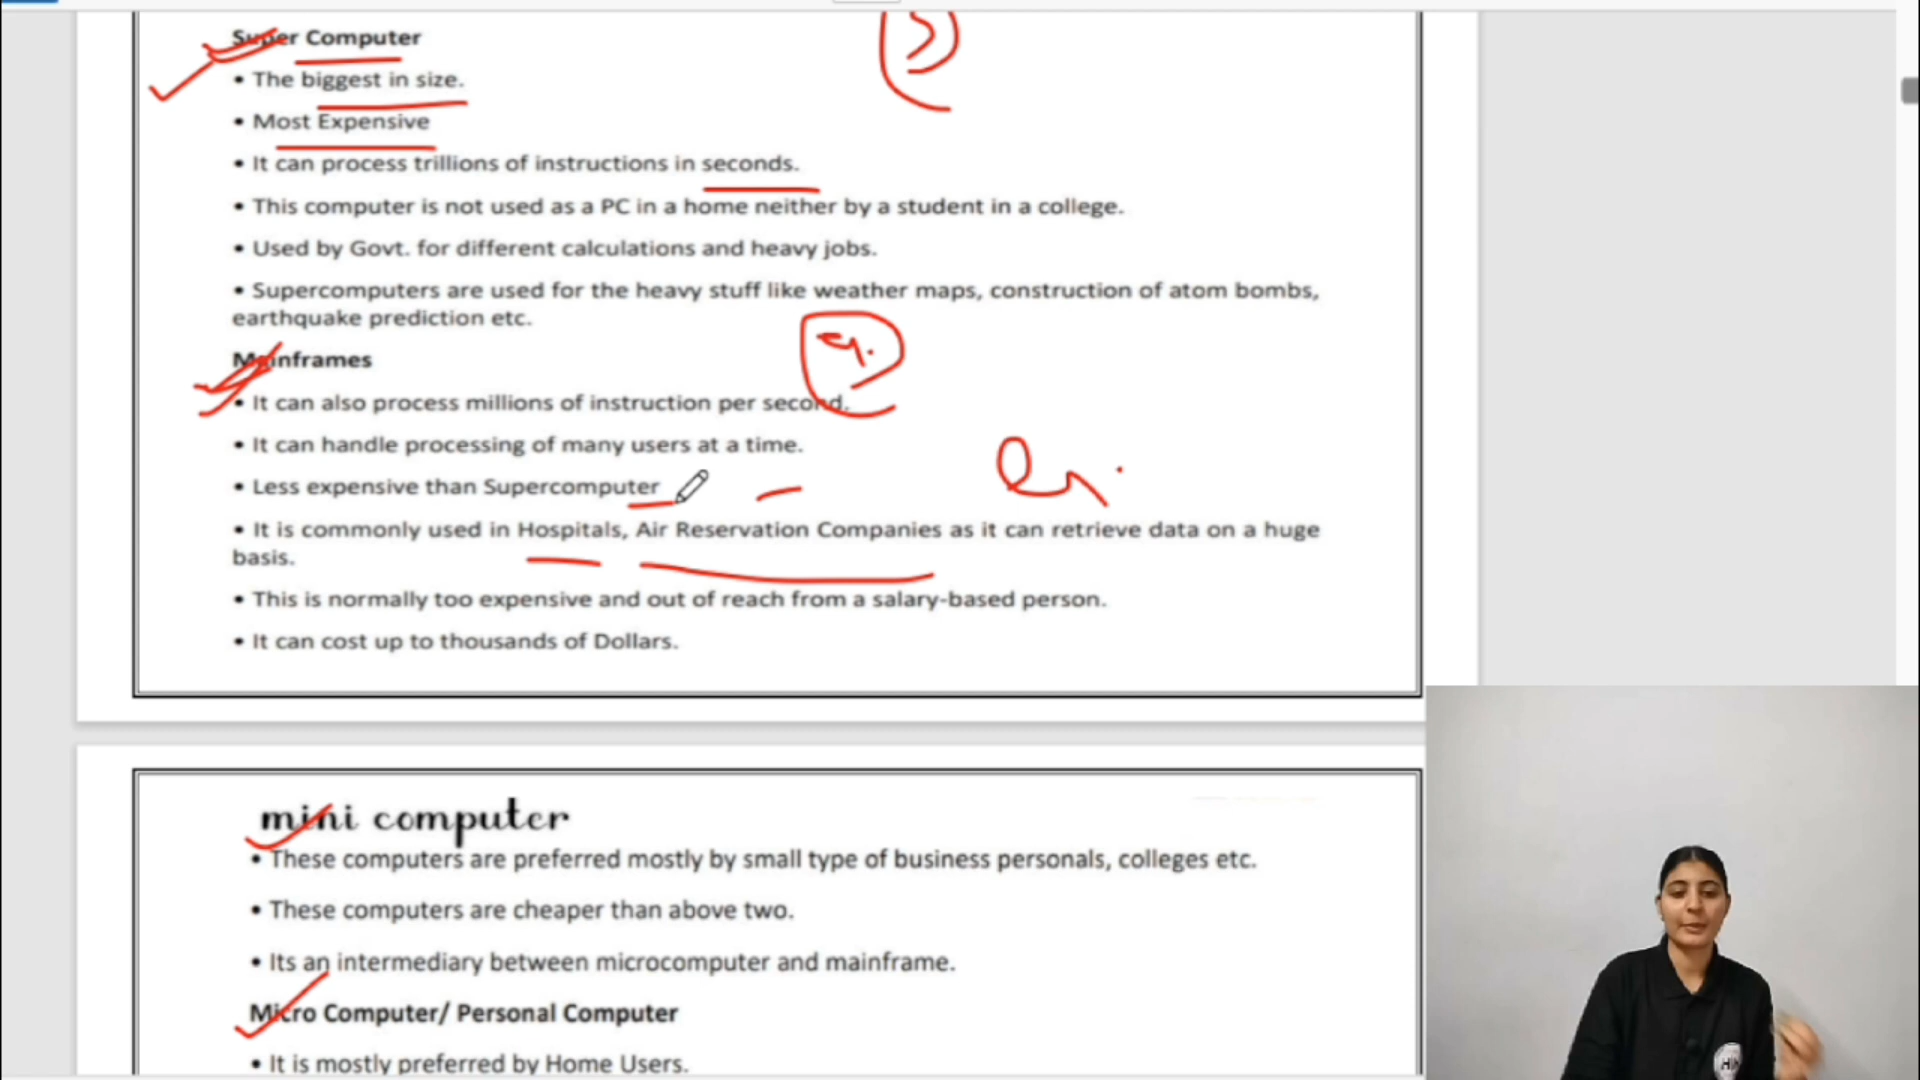 Super Computer
• The biggest in size.
• Most Expensive
• It can process trillions of instructions in seconds.
• This computer is not used as a PC in a home neither by a student in a college.
• Used by Govt. for different calculations and heavy jobs.
• Supercomputers are used for the heavy stuff like weather maps, construction of atom bombs,
earthquake prediction etc.
Mainframes
• It can also process millions of instruction per second.
• It can handle processing of many users at a time.
• Less expensive than Supercomputer
• It is commonly used in Hospitals, Air Reservation Companies as it can retrieve data on a huge
basis.
• This is normally too expensive and out of reach from a salary-based person.
• It can cost up to thousands of Dollars.
mini computer
• These computers are preferred mostly by small type of business personals, colleges etc.
• These computers are cheaper than above two.
• Its an intermediary between microcomputer and mainframe.
Micro Computer/ Personal Computer
• It is mostly preferred by Home Users.